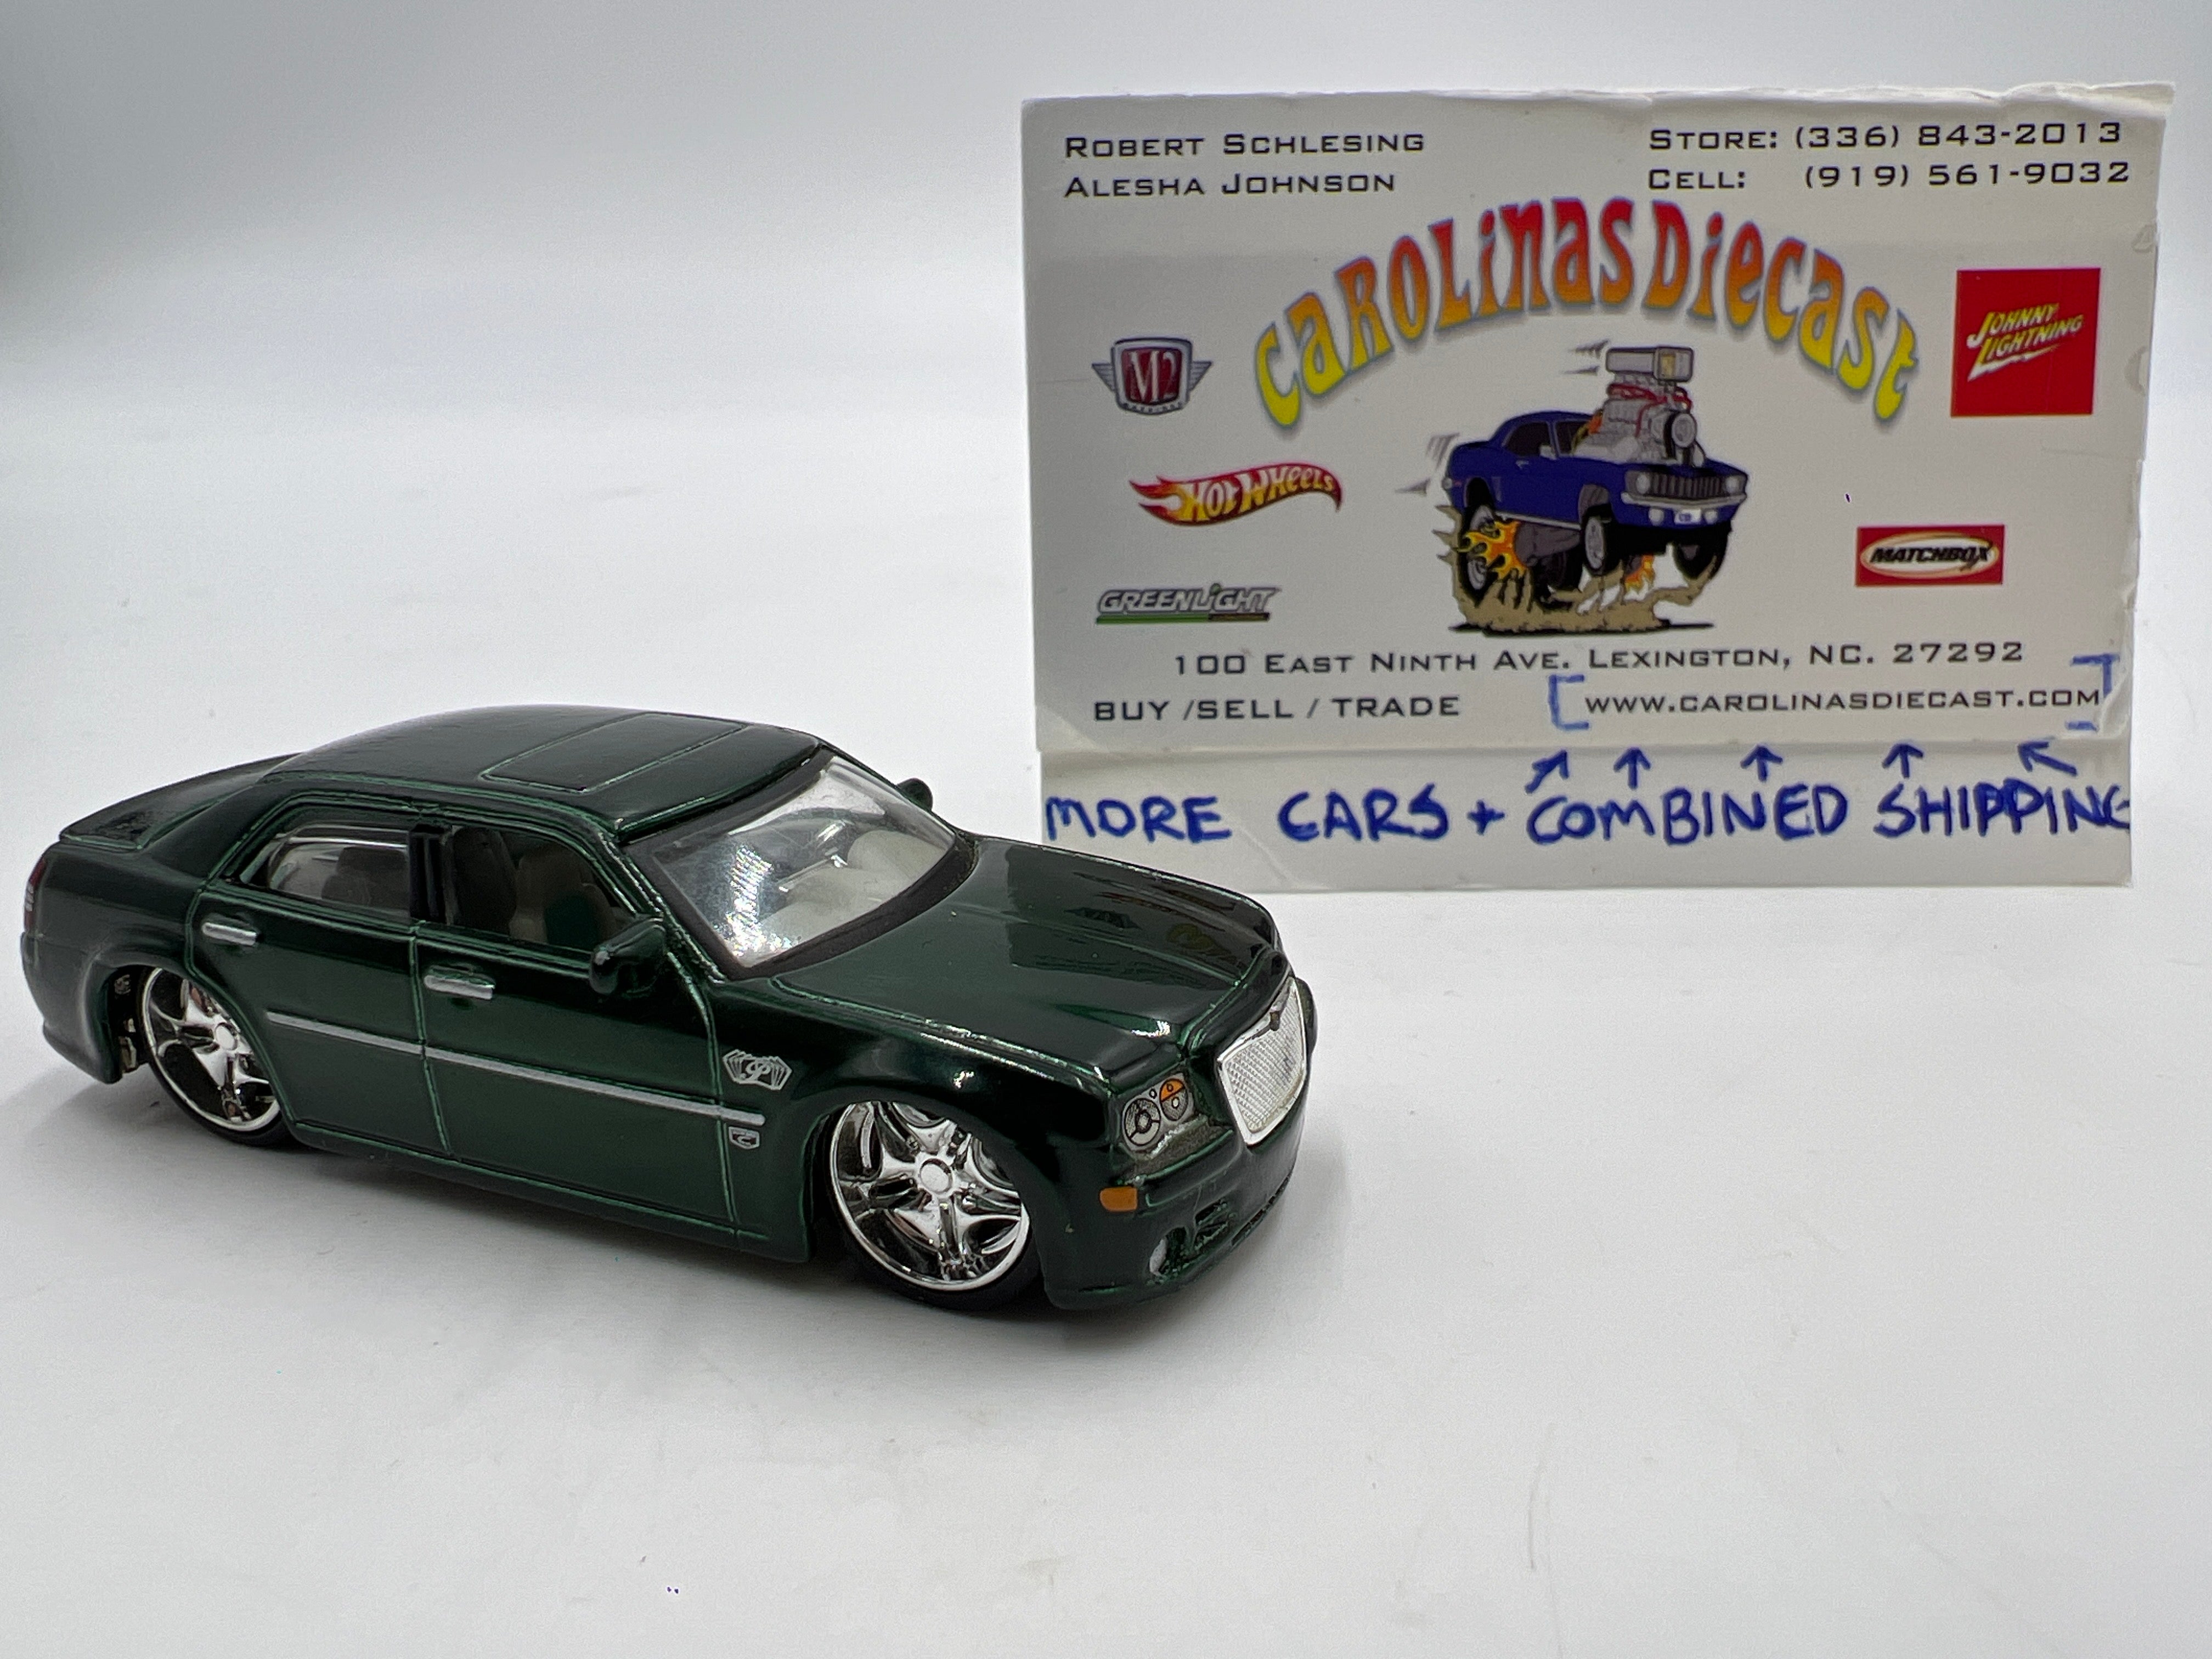 ROBERT SCHLESING
ALESHA JOHNSON
STORE: (336) 843-2013
CELL: (919) 561-9032
CAROLINAS DIECAST
M2
JOHNNY
LIGHTNING
HOT WHEELS
MATCHBOX
GREENLIGHT
100 EAST NINTH AVE. LEXINGTON, NC. 27292
BUY /SELL / TRADE [WWW.CAROLINASDIECAST.COM]
MORE CARS + COMBINED SHIPPING